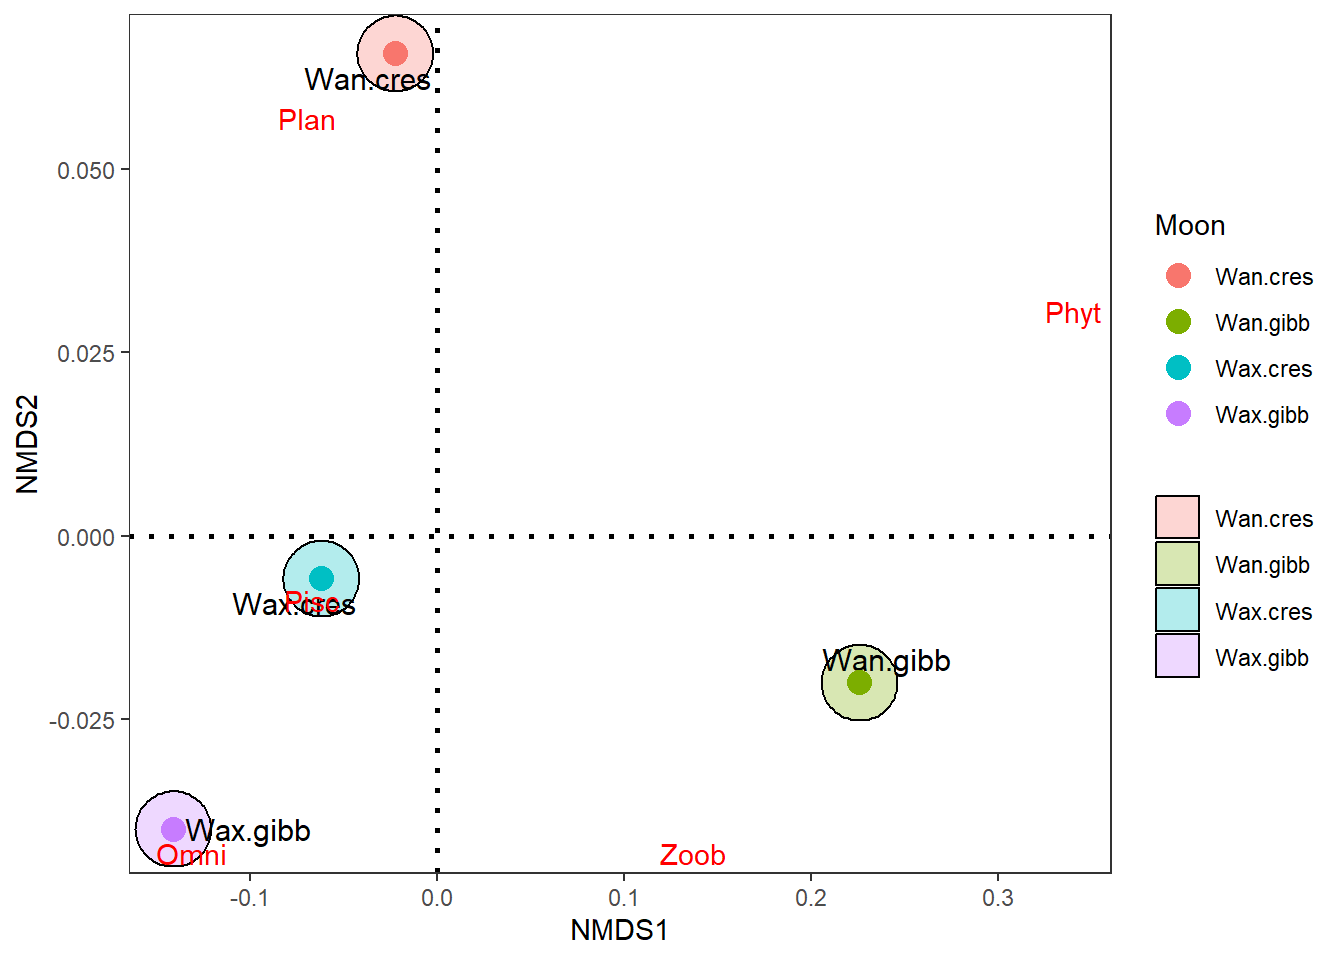 Wan.cres
Plan
0.050
Phyt
0.025
NMDS2
0.000
Wax.cres
Pisc
Wan.gibb
-0.025
Wax.gibb
Omni
Zoob
-0.1
0.0
0.1
0.2
0.3
NMDS1
Moon
Wan.cres
Wan.gibb
Wax.cres
Wax.gibb
Wan.cres
Wan.gibb
Wax.cres
Wax.gibb